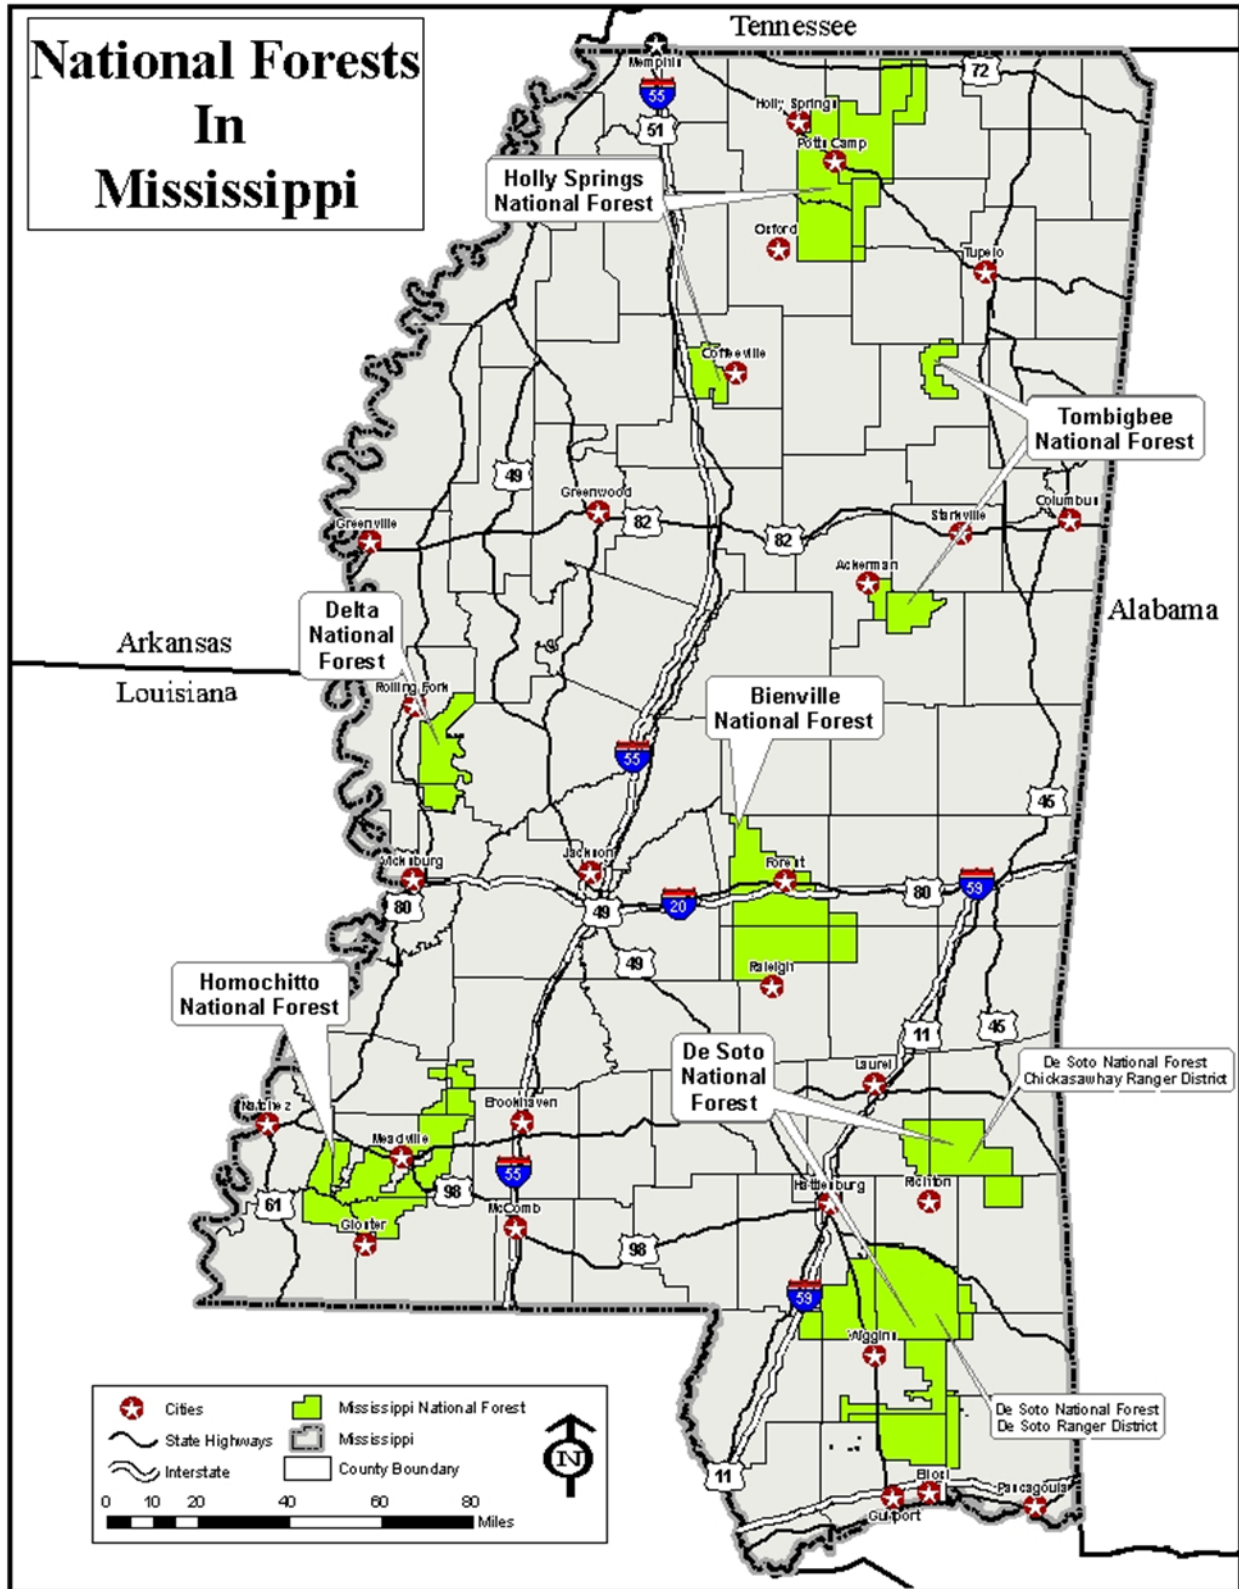 National Forests
In
Mississippi
Tennessee
Memphis
72
55
Holly Springs
51
Potts Camp
Holly Springs
National Forest
Oxford
Tupelo
Coffeeville
Tombigbee
National Forest
49
Greenwood
Columbus
82
Greenville
Starkville
82
Ackerman
Delta
National
Forest
Alabama
Arkansas
Louisiana
Rolling Fork
Bienville
National Forest
55
45
Vicksburg
Jackson
Forest
80
59
80
49
20
49
Raleigh
Homochitto
National Forest
11
45
De Soto
National
Forest
De Soto National Forest
Chickasawhay Ranger District
Laurel
Natchez
Brookhaven
Meadville
55
98
61
Hattiesburg
Richton
McComb
Gloster
98
59
Wiggins
De Soto National Forest
De Soto Ranger District
11
Biloxi
Pascagoula
Gulfport
Cities
Mississippi National Forest
State Highways
Mississippi
Interstate
County Boundary
N
0 10 20 40 60 80
Miles